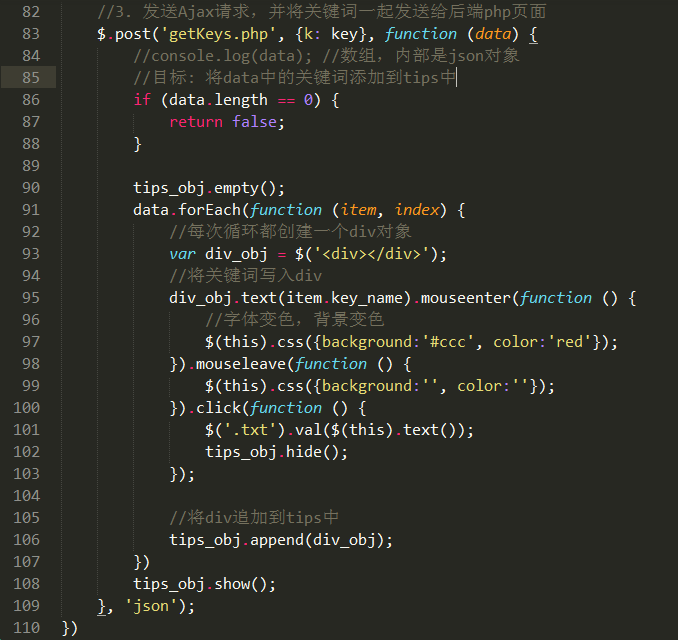 82 //3. 发送Ajax请求，并将关键词一起发送给后端php页面
83 $.post('getKeys.php', {k: key}, function (data) {
84 //console.log(data); //数组，内部是json对象
85 //目标: 将data中的关键词添加到tips中
86 if (data.length == 0) {
87 return false;
88 }
89
90 tips_obj.empty();
91 data.forEach(function (item, index) {
92 //每次循环都创建一个div对象
93 var div_obj = $('<div></div>');
94 //将关键词写入div
95 div_obj.text(item.key_name).mouseenter(function () {
96 //字体变色，背景变色
97 $(this).css({background:'#ccc', color:'red'});
98 }).mouseleave(function () {
99 $(this).css({background:'', color:''});
100 }).click(function () {
101 $('.txt').val($(this).text());
102 tips_obj.hide();
103 });
104
105 //将div追加到tips中
106 tips_obj.append(div_obj);
107 })
108 tips_obj.show();
109 }, 'json');
110 })